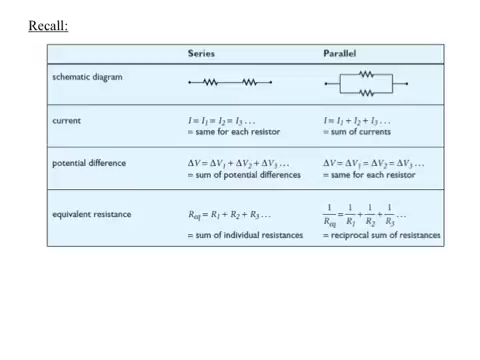 Recall:
Series Parallel
schematic diagram
current I = I₁ = I₂ = I₃ … I = I₁ + I₂ + I₃ …
= same for each resistor = sum of currents
potential difference ΔV = ΔV₁ + ΔV₂ + ΔV₃ … ΔV = ΔV₁ = ΔV₂ = ΔV₃ …
= sum of potential differences = same for each resistor
equivalent resistance R_eq = R₁ + R₂ + R₃ … 1/R_eq = 1/R₁ + 1/R₂ + 1/R₃ …
= sum of individual resistances = reciprocal sum of resistances